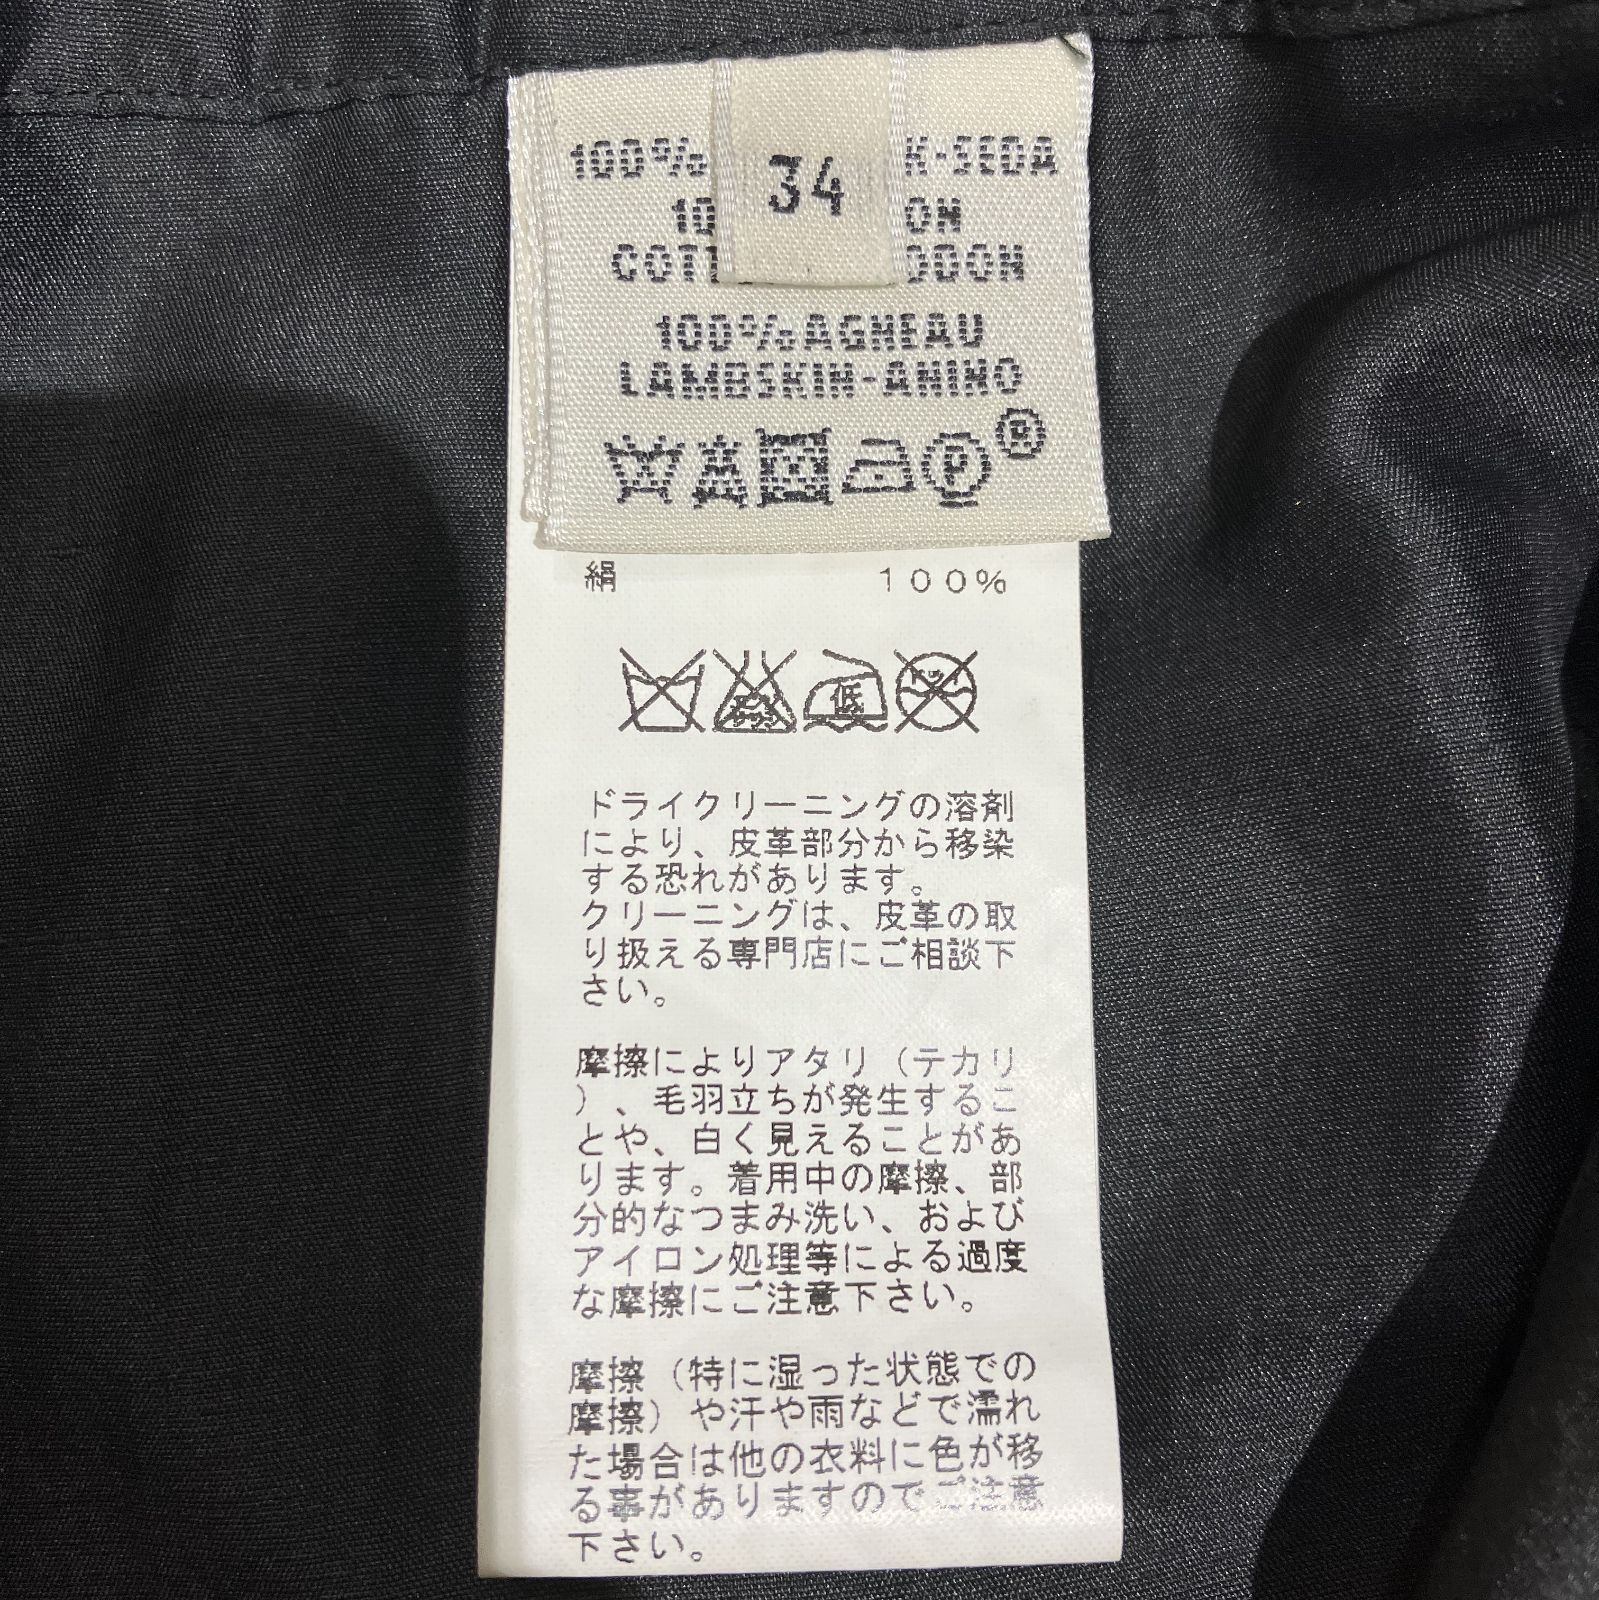 100% K-SEDA
34
10 ON
COTT ODON
100% AGNEAU
LAMBSKIN-ANINO
P ®
絹 100%
低
ドライクリーニングの溶剤
により、皮革部分から移染
する恐れがあります。
クリーニングは、皮革の取
り扱える専門店にご相談下
さい。
摩擦によりアタリ(テカリ
)、毛羽立ちが発生するこ
とや、白く見えることがあ
ります。着用中の摩擦、部
分的なつまみ洗い、および
アイロン処理等による過度
な摩擦にご注意下さい。
摩擦(特に湿った状態での
摩擦)や汗や雨などで濡れ
た場合は他の衣料に色が移
る事がありますのでご注意
下さい。